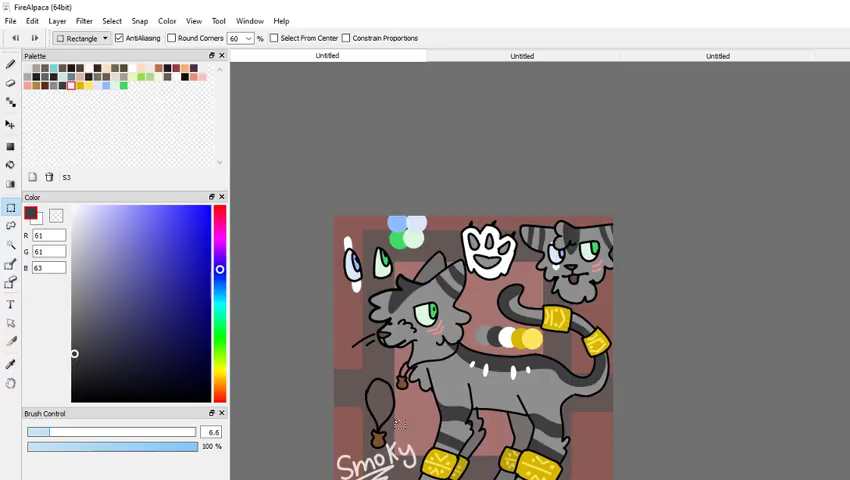 FireAlpaca (64bit)
File Edit Layer Filter Select Snap Color View Tool Window Help
Rectangle AntiAliasing Round Corners 60 % Select From Center Constrain Proportions
Palette Untitled Untitled Untitled
S3
Color
R 61
G 61
B 63
Brush Control
6.6
100 %
Smoky